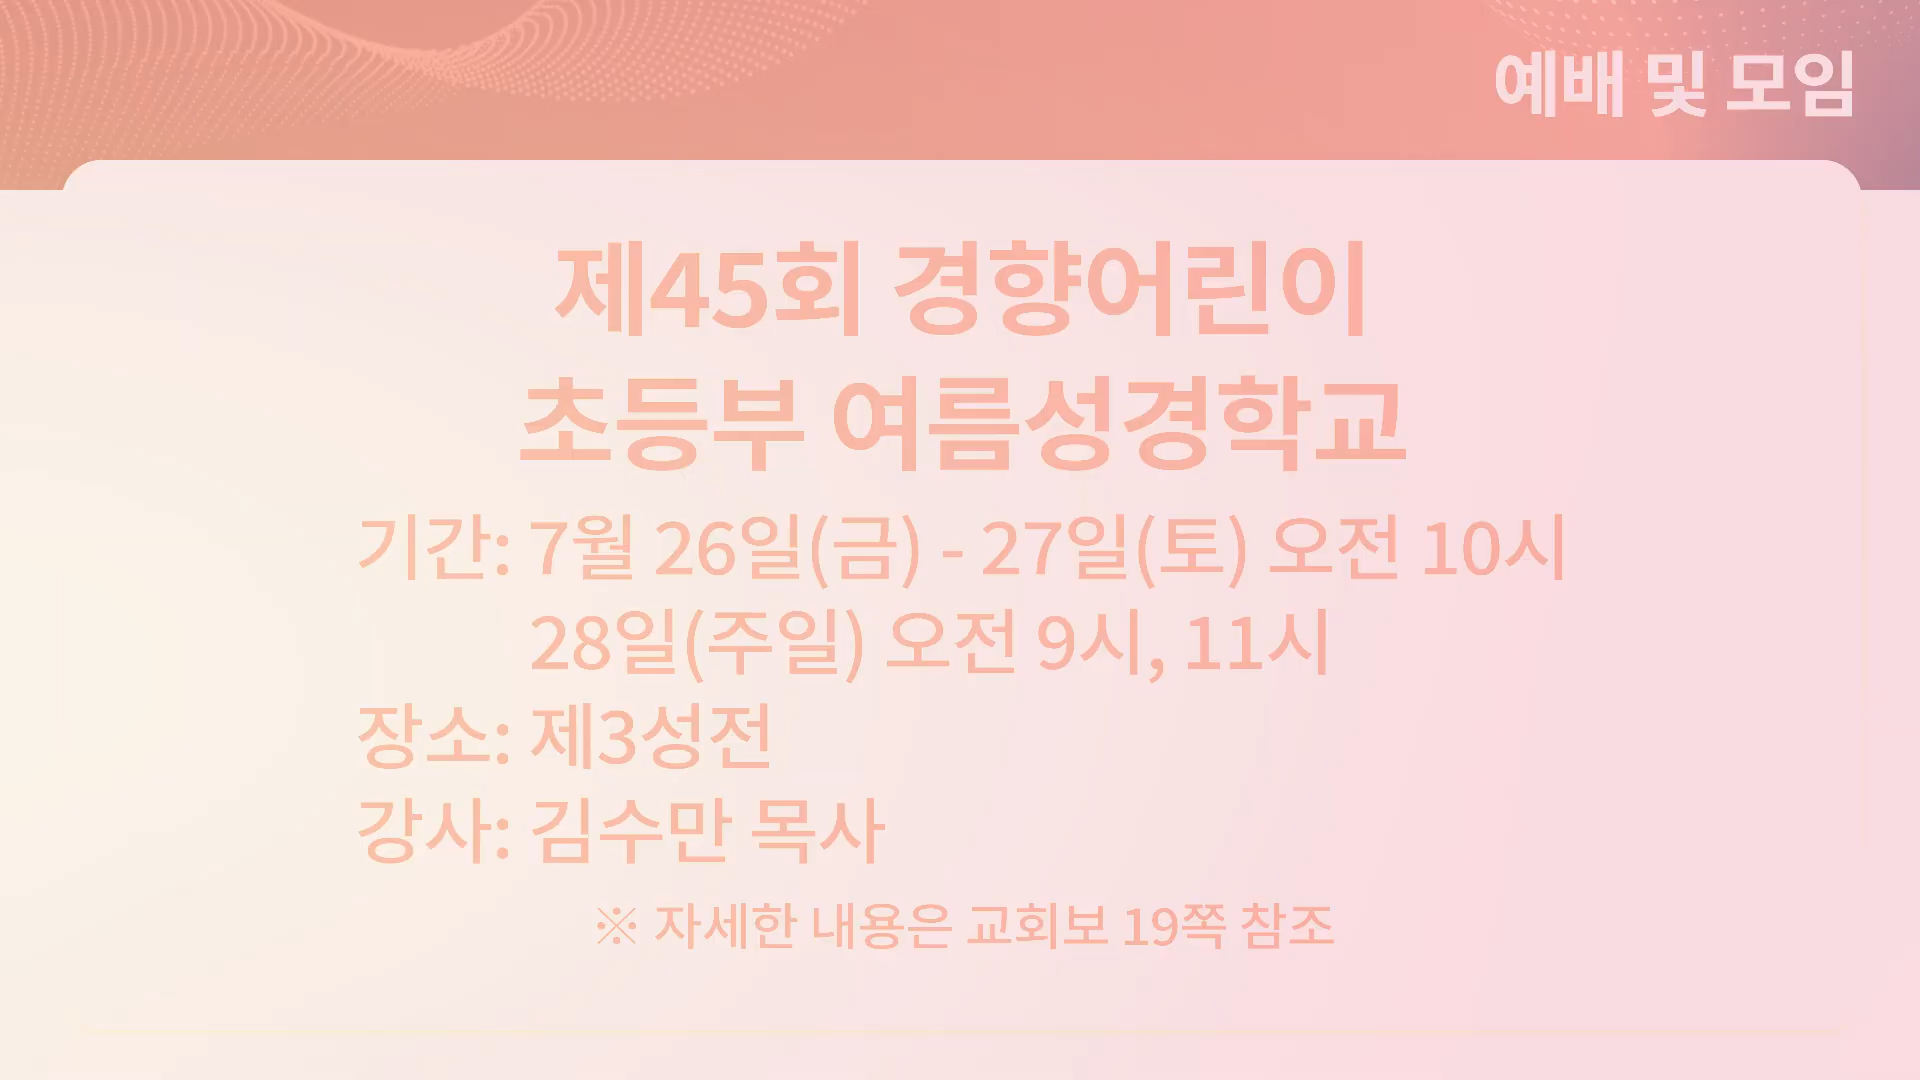 예배 및 모임
제45회 경향어린이
초등부 여름성경학교
기간: 7월 26일(금) - 27일(토) 오전 10시
28일(주일) 오전 9시, 11시
장소: 제3성전
강사: 김수만 목사
※ 자세한 내용은 교회보 19쪽 참조